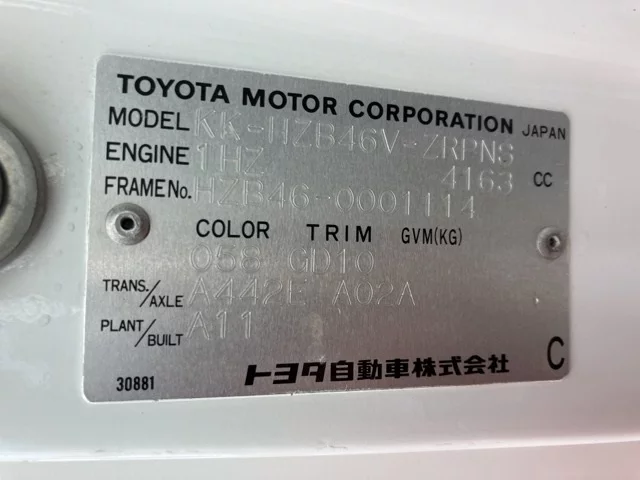 TOYOTA MOTOR CORPORATION JAPAN
MODEL KK-HZB46V-ZRPNS
ENGINE 1HZ 4163 CC
FRAME No. HZB46-0001114
COLOR TRIM GVM(KG)
058 GD10
TRANS./AXLE A442E A02A
PLANT/BUILT A11
30881 トヨタ自動車株式会社 C